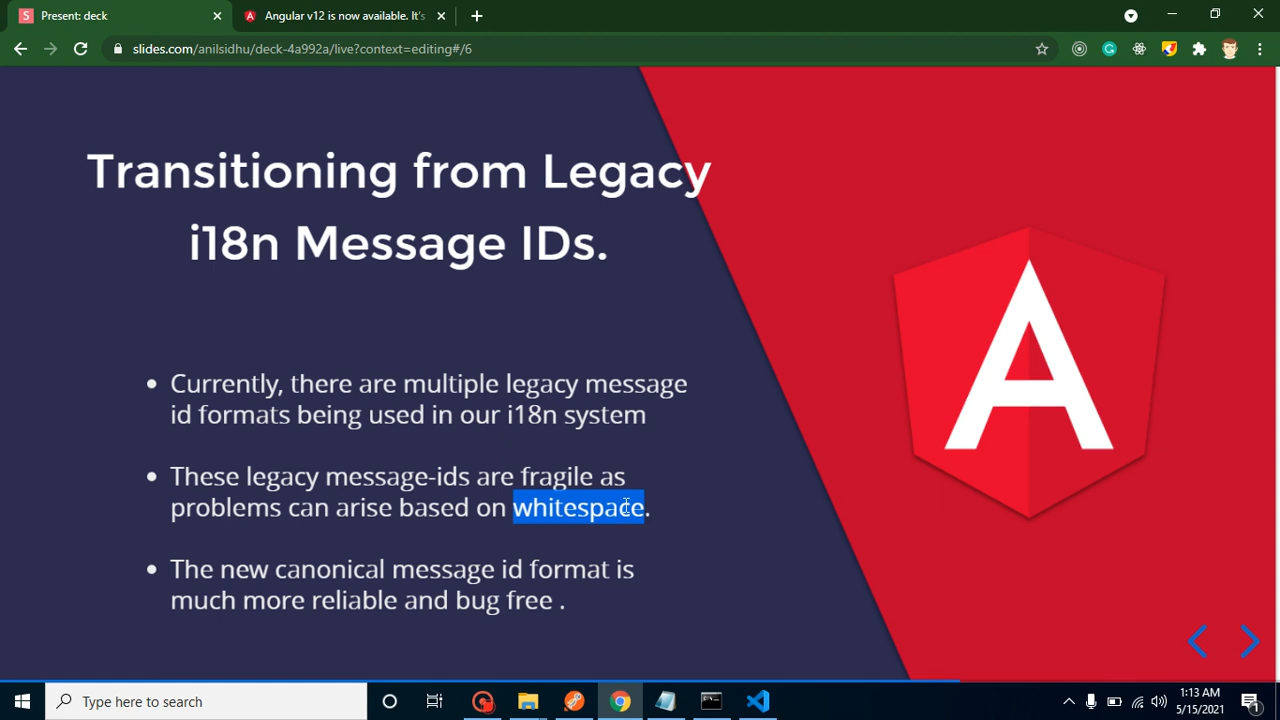 Present: deck
Angular v12 is now available. It's
slides.com/anilsidhu/deck-4a992a/live?context=editing#/6
Transitioning from Legacy
i18n Message IDs.
• Currently, there are multiple legacy message
id formats being used in our i18n system
• These legacy message-ids are fragile as
problems can arise based on whitespace.
• The new canonical message id format is
much more reliable and bug free .
A
Type here to search
1:13 AM
5/15/2021
1